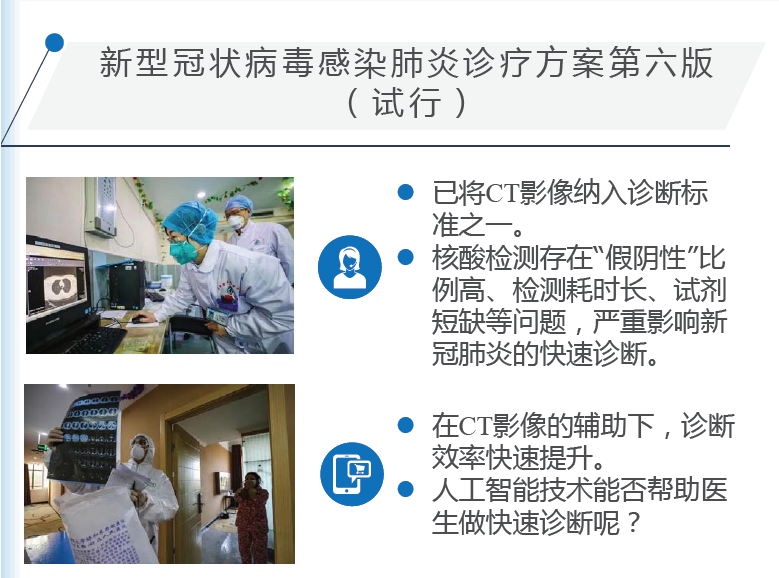 新型冠状病毒感染肺炎诊疗方案第六版
（试行）
已将CT影像纳入诊断标
准之一。
核酸检测存在“假阴性”比
例高、检测耗时长、试剂
短缺等问题，严重影响新
冠肺炎的快速诊断。
在CT影像的辅助下，诊断
效率快速提升。
人工智能技术能否帮助医
生做快速诊断呢？